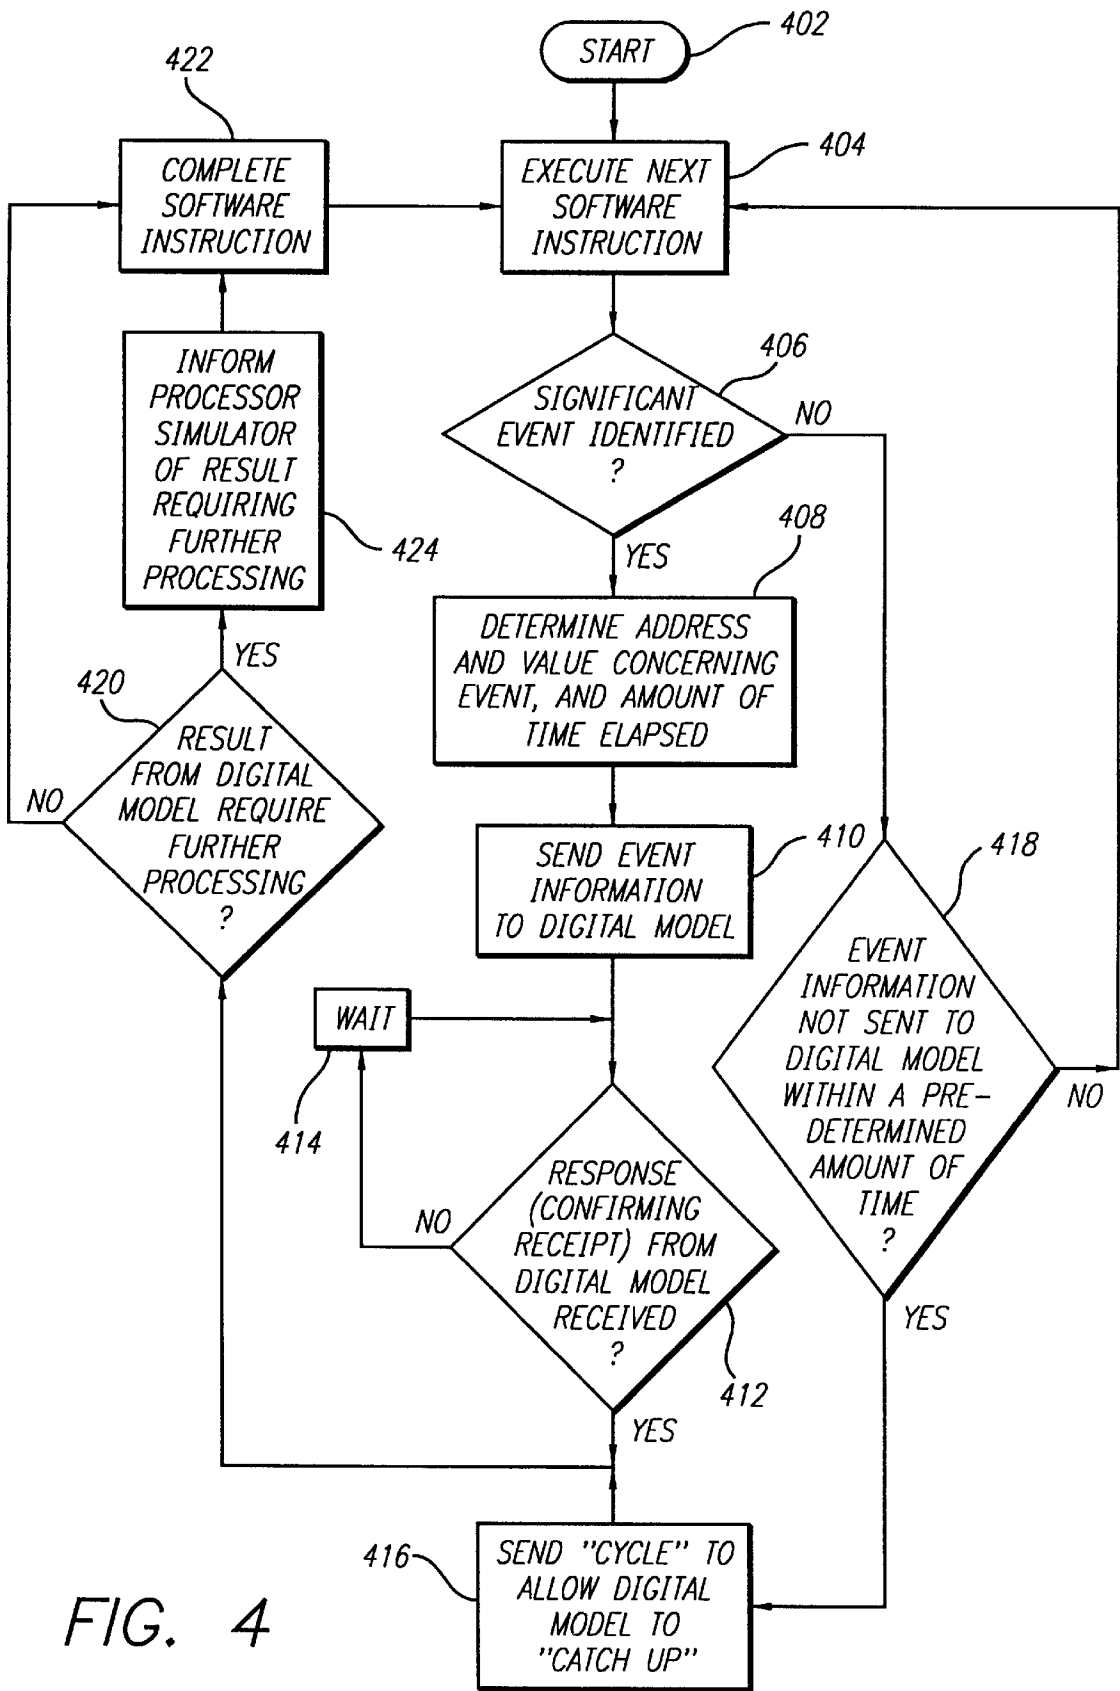 START
402
422
COMPLETE
SOFTWARE
INSTRUCTION
EXECUTE NEXT
SOFTWARE
INSTRUCTION
404
INFORM
PROCESSOR
SIMULATOR
OF RESULT
REQUIRING
FURTHER
PROCESSING
424
SIGNIFICANT
EVENT IDENTIFIED
?
406
NO
YES
408
DETERMINE ADDRESS
AND VALUE CONCERNING
EVENT, AND AMOUNT OF
TIME ELAPSED
YES
420
RESULT
FROM DIGITAL
MODEL REQUIRE
FURTHER
PROCESSING
?
NO
SEND EVENT
INFORMATION
TO DIGITAL MODEL
410
418
EVENT
INFORMATION
NOT SENT TO
DIGITAL MODEL
WITHIN A PRE-
DETERMINED
AMOUNT OF
TIME
?
NO
YES
WAIT
414
NO
RESPONSE
(CONFIRMING
RECEIPT) FROM
DIGITAL MODEL
RECEIVED
?
412
YES
416
SEND "CYCLE" TO
ALLOW DIGITAL
MODEL TO
"CATCH UP"
FIG. 4